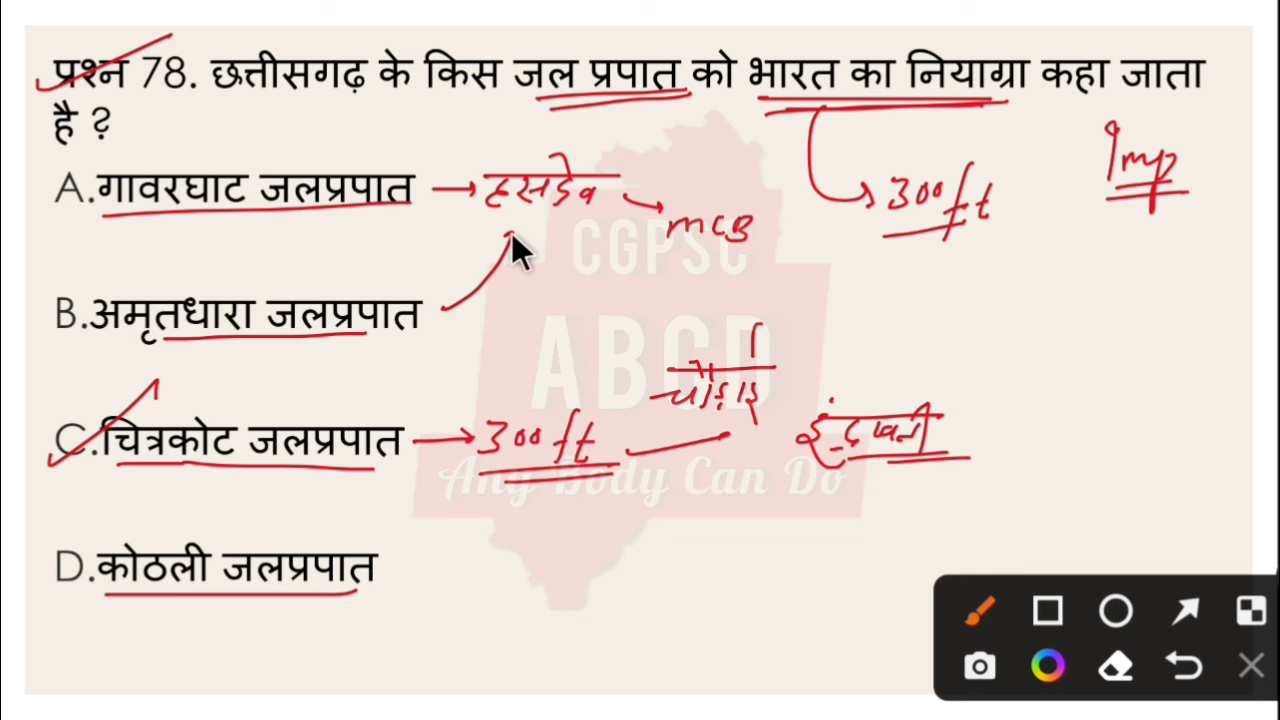 प्रश्न 78. छत्तीसगढ़ के किस जल प्रपात को भारत का नियाग्रा कहा जाता
है ?
Imp
A.गावरघाट जलप्रपात → हसदेव → MCB
300 ft
CGPSC
B.अमृतधारा जलप्रपात
ABCD
चौड़ाई
C.चित्रकोट जलप्रपात → 300 ft
Any Body Can Do
D.कोठली जलप्रपात